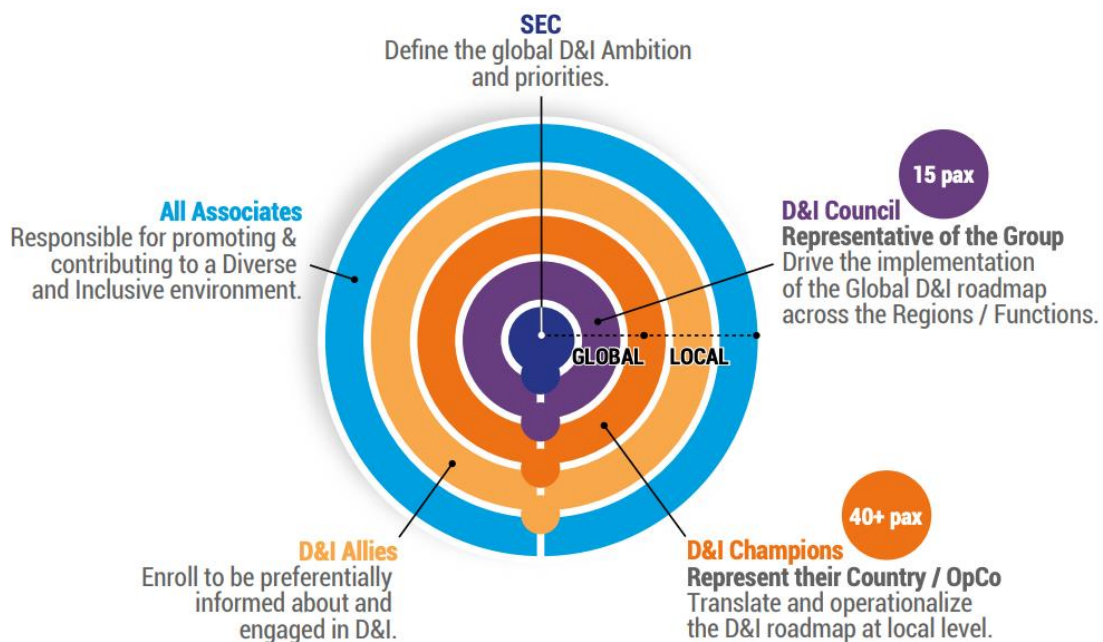 SEC
Define the global D&I Ambition
and priorities.
15 pax
All Associates
Responsible for promoting &
contributing to a Diverse
and Inclusive environment.
D&I Council
Representative of the Group
Drive the implementation
of the Global D&I roadmap
across the Regions / Functions.
GLOBAL
LOCAL
40+ pax
D&I Allies
Enroll to be preferentially
informed about and
engaged in D&I.
D&I Champions
Represent their Country / OpCo
Translate and operationalize
the D&I roadmap at local level.